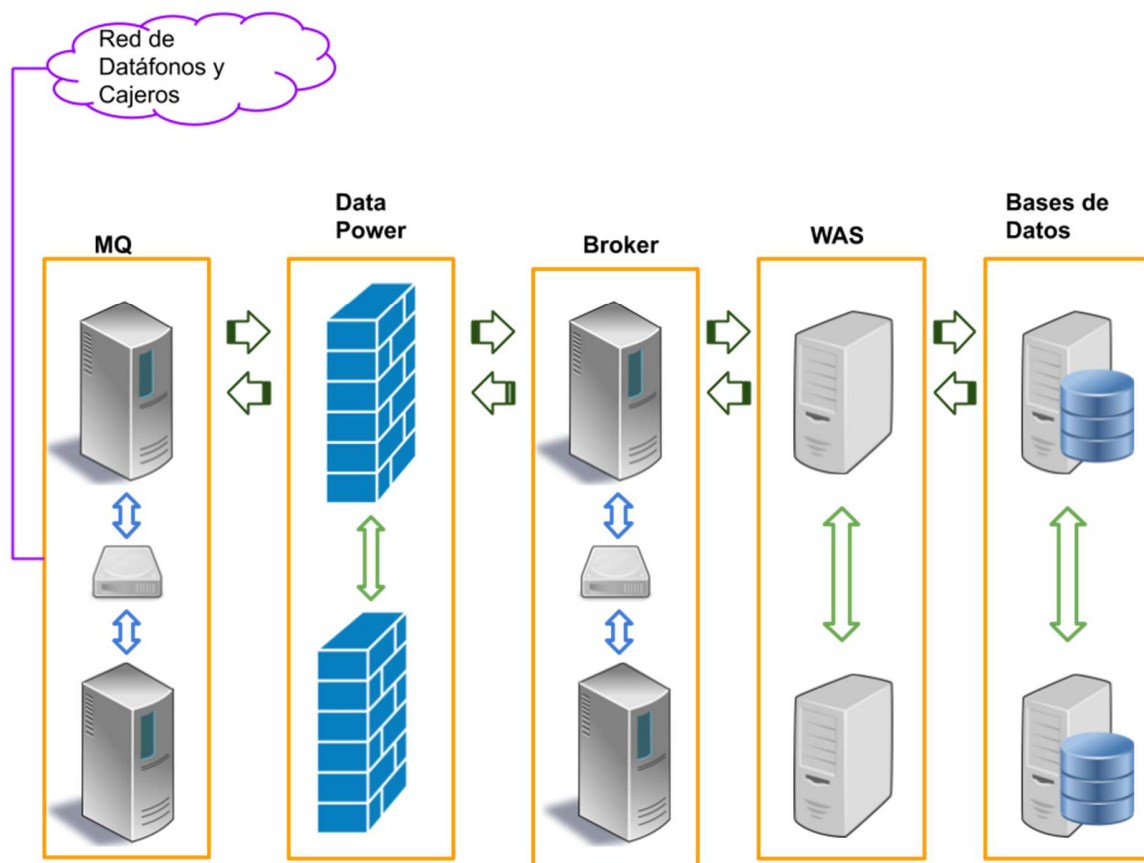 Red de
Datáfonos y
Cajeros
MQ
Data
Power
Broker
WAS
Bases de
Datos